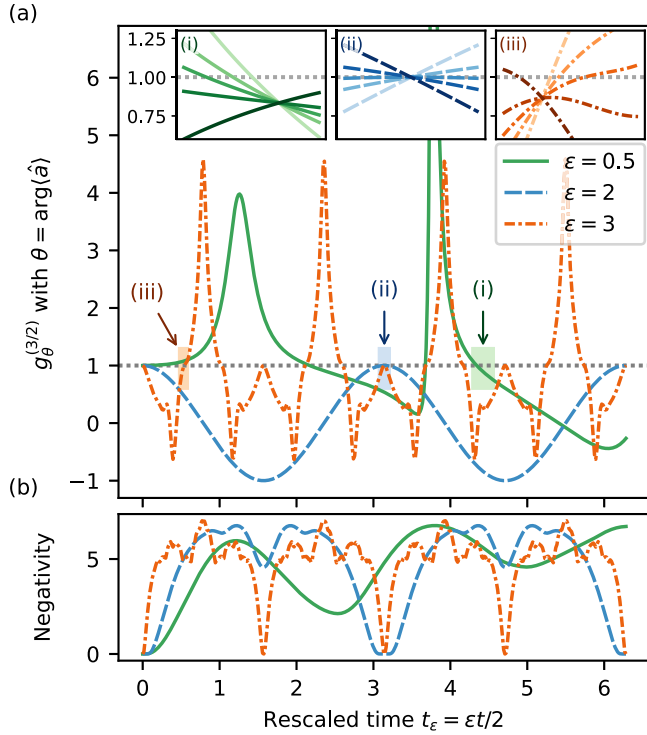 (a)
(i)
(ii)
(iii)
1.25
1.00
0.75
6
5
4
3
2
1
0
−1
g_θ^(3/2) with θ = arg⟨â⟩
ε = 0.5
ε = 2
ε = 3
(iii)
(ii)
(i)
(b)
5
0
Negativity
0 1 2 3 4 5 6
Rescaled time t_ε = εt/2